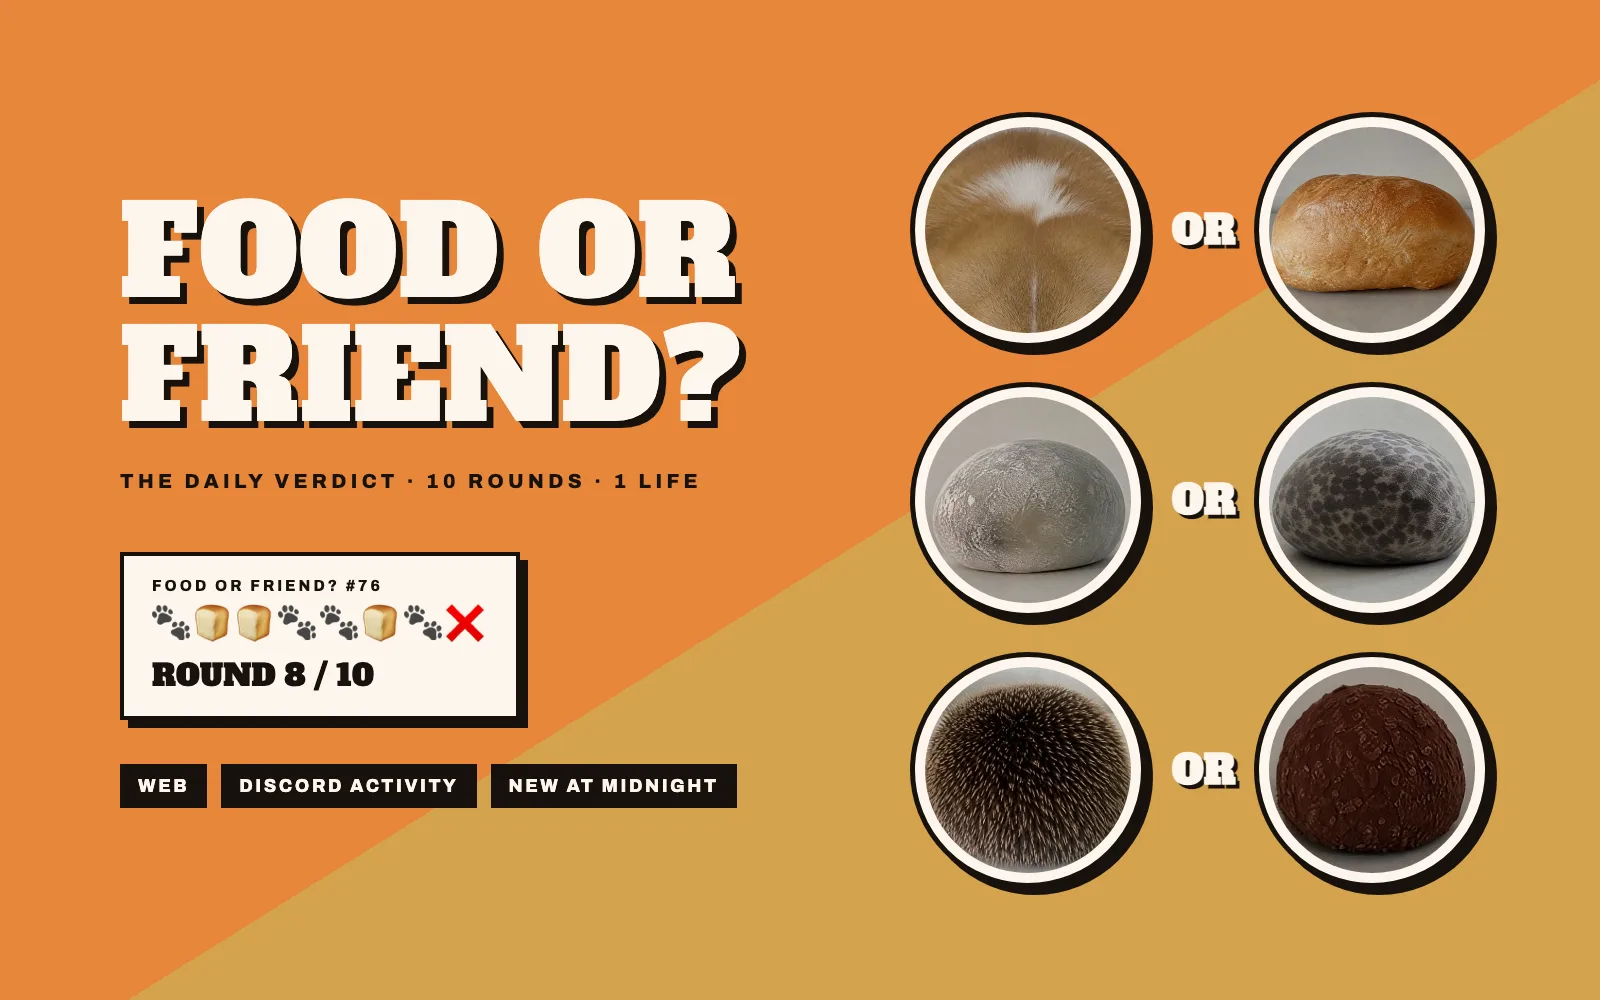 FOOD OR
FRIEND?
THE DAILY VERDICT · 10 ROUNDS · 1 LIFE
FOOD OR FRIEND? #76
ROUND 8 / 10
WEB
DISCORD ACTIVITY
NEW AT MIDNIGHT
OR
OR
OR